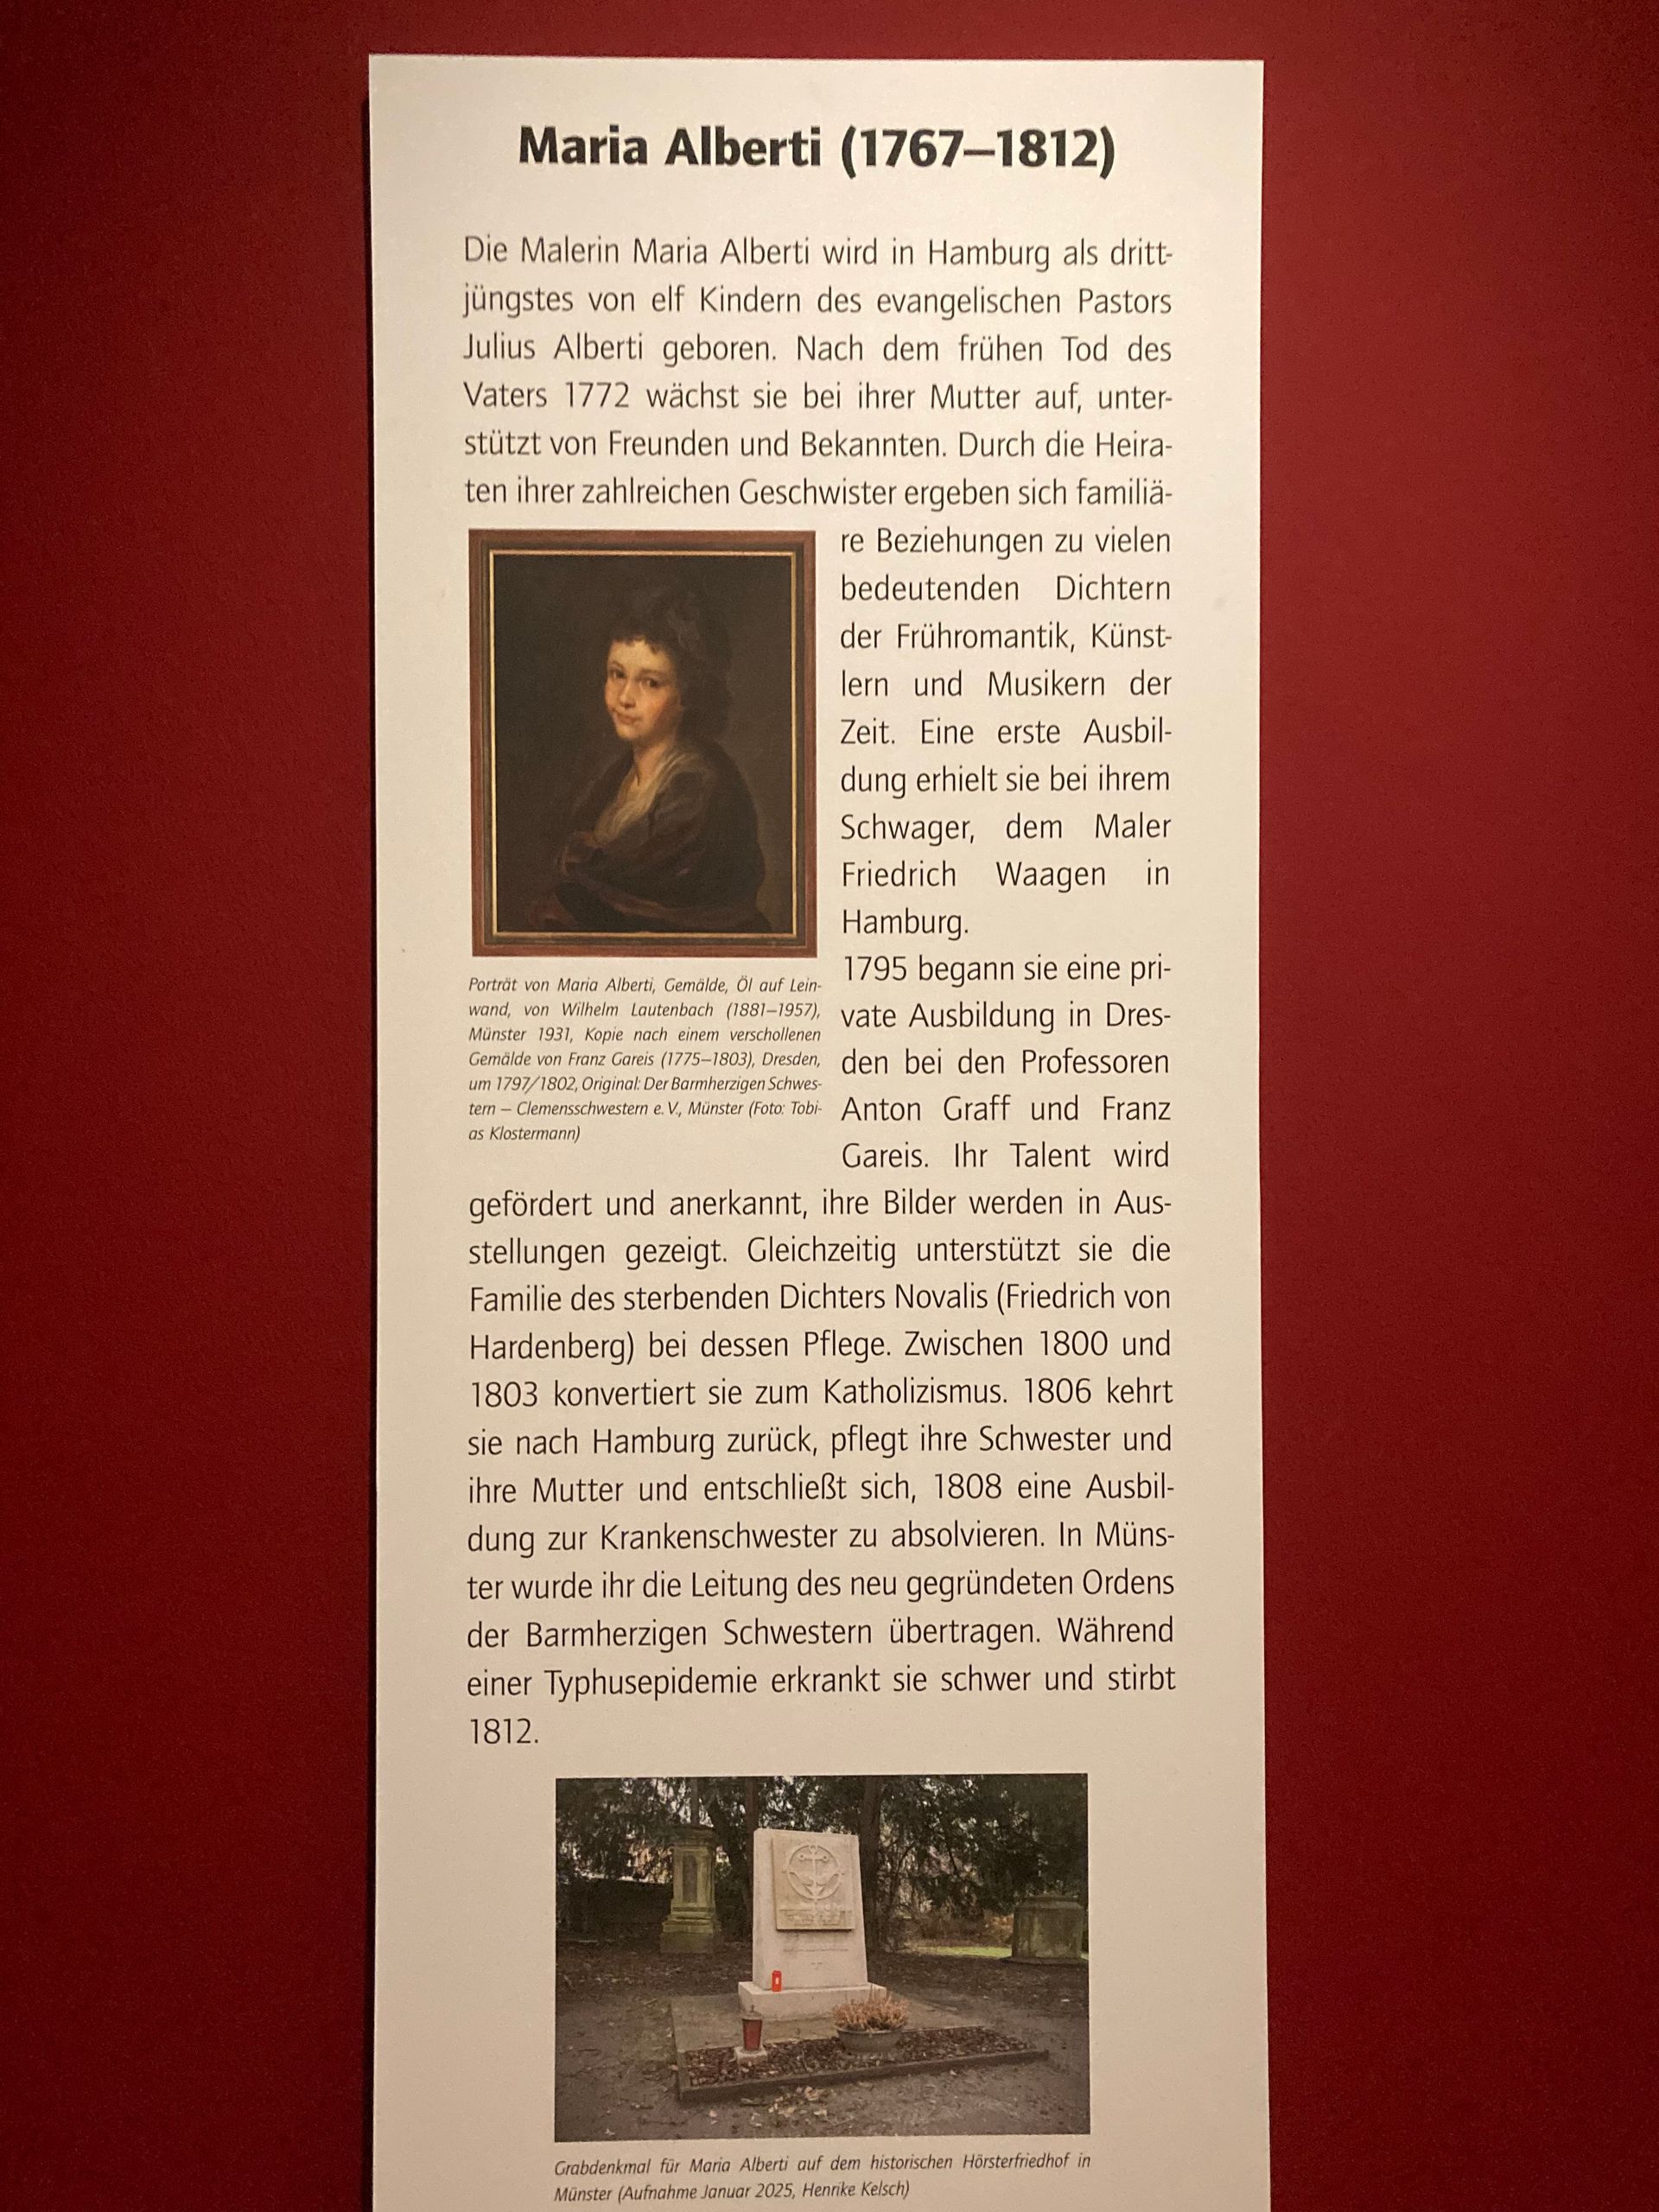 Maria Alberti (1767–1812)
Die Malerin Maria Alberti wird in Hamburg als dritt-
jüngstes von elf Kindern des evangelischen Pastors
Julius Alberti geboren. Nach dem frühen Tod des
Vaters 1772 wächst sie bei ihrer Mutter auf, unter-
stützt von Freunden und Bekannten. Durch die Heira-
ten ihrer zahlreichen Geschwister ergeben sich familiä-
re Beziehungen zu vielen
bedeutenden Dichtern
der Frühromantik, Künst-
lern und Musikern der
Zeit. Eine erste Ausbil-
dung erhielt sie bei ihrem
Schwager, dem Maler
Friedrich Waagen in
Hamburg.
1795 begann sie eine pri-
vate Ausbildung in Dres-
den bei den Professoren
Anton Graff und Franz
Gareis. Ihr Talent wird
gefördert und anerkannt, ihre Bilder werden in Aus-
stellungen gezeigt. Gleichzeitig unterstützt sie die
Familie des sterbenden Dichters Novalis (Friedrich von
Hardenberg) bei dessen Pflege. Zwischen 1800 und
1803 konvertiert sie zum Katholizismus. 1806 kehrt
sie nach Hamburg zurück, pflegt ihre Schwester und
ihre Mutter und entschließt sich, 1808 eine Ausbil-
dung zur Krankenschwester zu absolvieren. In Müns-
ter wurde ihr die Leitung des neu gegründeten Ordens
der Barmherzigen Schwestern übertragen. Während
einer Typhusepidemie erkrankt sie schwer und stirbt
1812.
Porträt von Maria Alberti, Gemälde, Öl auf Lein-
wand, von Wilhelm Lautenbach (1881–1957),
Münster 1931, Kopie nach einem verschollenen
Gemälde von Franz Gareis (1775–1803), Dresden,
um 1797/1802, Original: Der Barmherzigen Schwes-
tern – Clemensschwestern e. V., Münster (Foto: Tobi-
as Klostermann)
Grabdenkmal für Maria Alberti auf dem historischen Hörsterfriedhof in
Münster (Aufnahme Januar 2025, Henrike Kelsch)